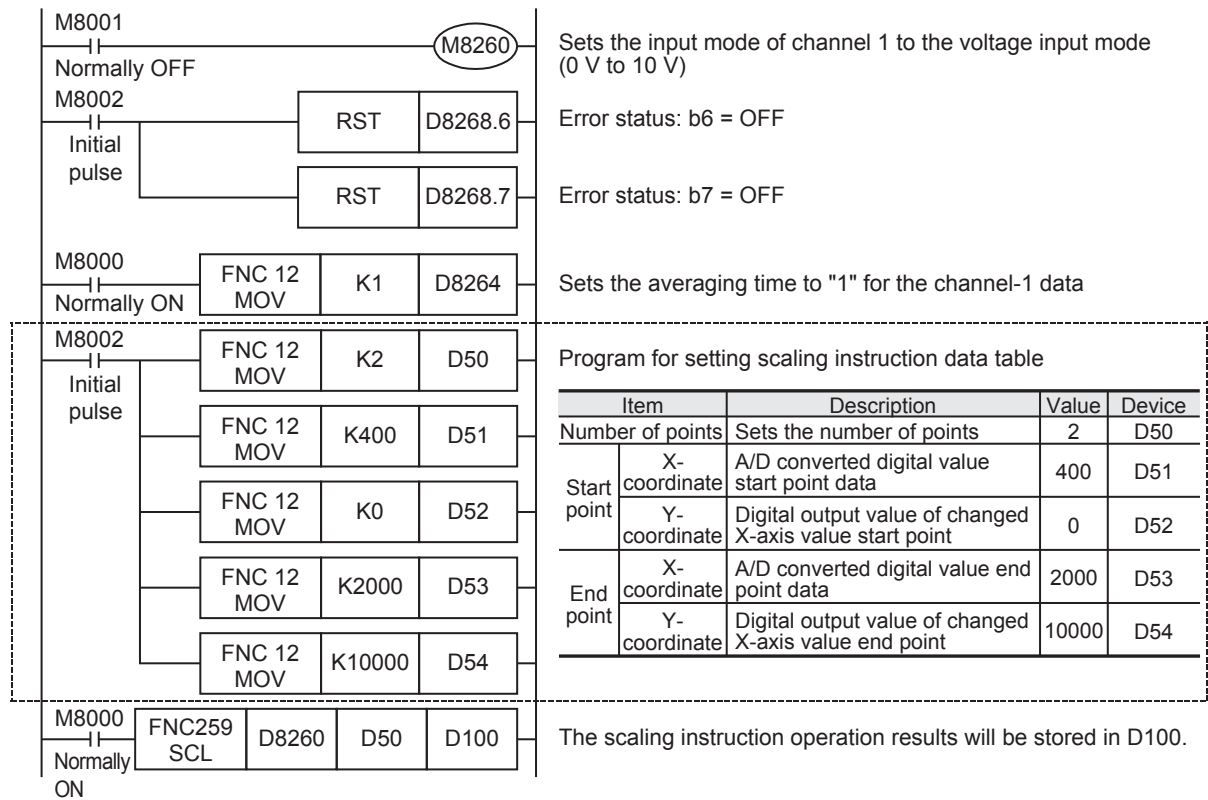 M8001
M8260
Normally OFF
Sets the input mode of channel 1 to the voltage input mode
(0 V to 10 V)
M8002
Initial
pulse
RST D8268.6
Error status: b6 = OFF
RST D8268.7
Error status: b7 = OFF
M8000
Normally ON
FNC 12
MOV
K1 D8264
Sets the averaging time to "1" for the channel-1 data
M8002
Initial
pulse
FNC 12
MOV
K2 D50
FNC 12
MOV
K400 D51
FNC 12
MOV
K0 D52
FNC 12
MOV
K2000 D53
FNC 12
MOV
K10000 D54
Program for setting scaling instruction data table
Item Description Value Device
Number of points Sets the number of points 2 D50
Start
point
X-
coordinate
A/D converted digital value
start point data
400 D51
Y-
coordinate
Digital output value of changed
X-axis value start point
0 D52
End
point
X-
coordinate
A/D converted digital value end
point data
2000 D53
Y-
coordinate
Digital output value of changed
X-axis value end point
10000 D54
M8000
Normally
ON
FNC259
SCL
D8260 D50 D100
The scaling instruction operation results will be stored in D100.